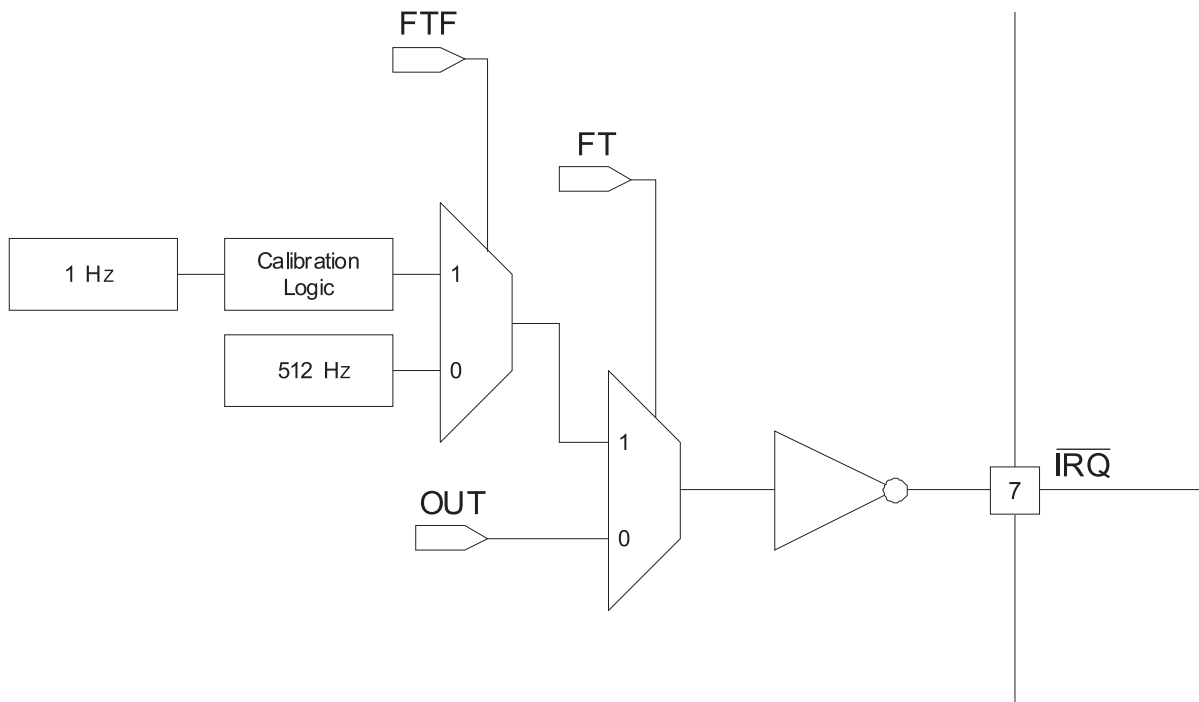 FTF
FT
1 Hz
Calibration
Logic
1
512 Hz
0
1
IRQ
7
OUT
0